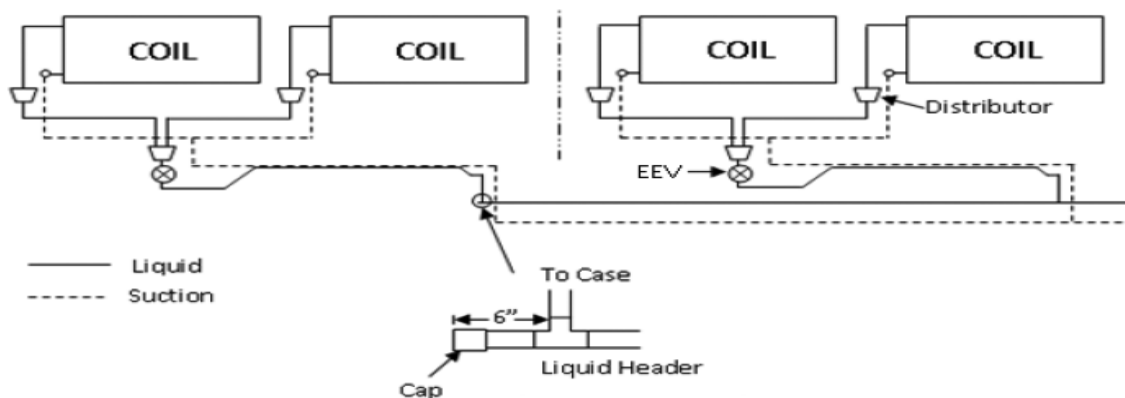 COIL
COIL
COIL
COIL
Distributor
EEV
Liquid
Suction
To Case
6”
Liquid Header
Cap